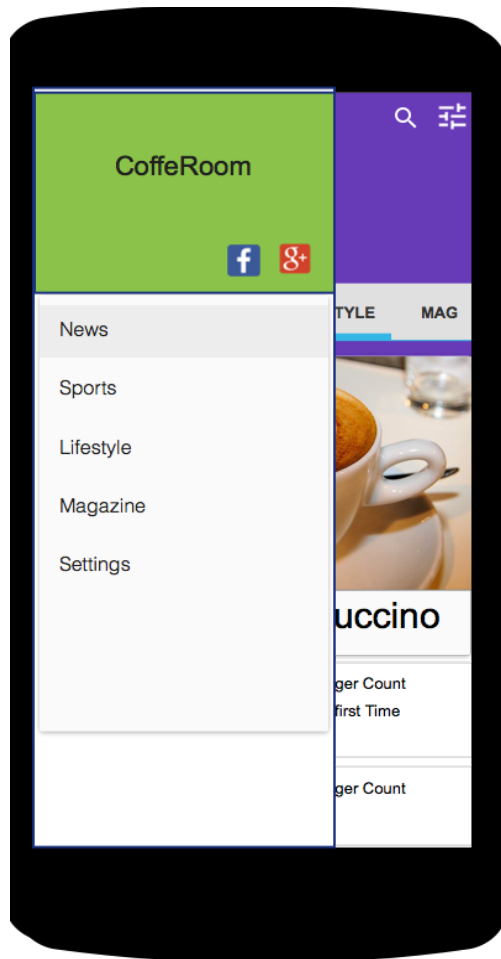 CoffeRoom
f g+
News
Sports
Lifestyle
Magazine
Settings
TYLE MAG
uccino
ger Count
first Time
ger Count